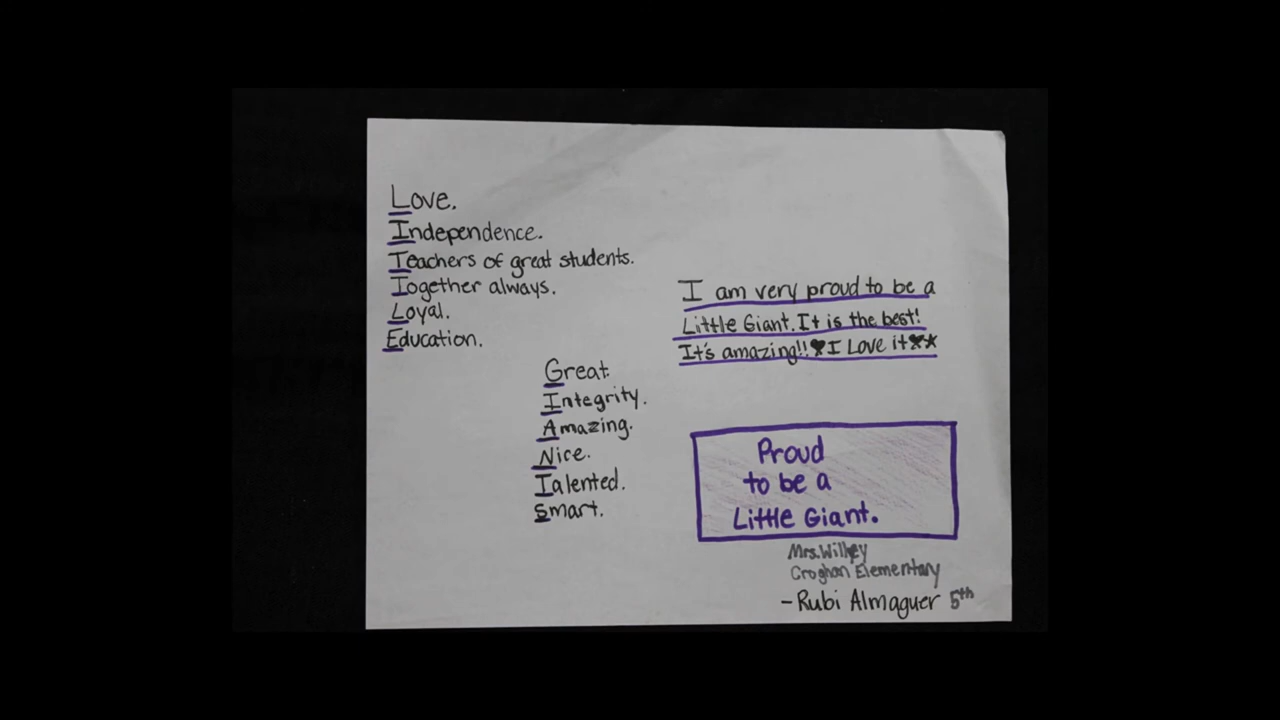 Love.
Independence.
Teachers of great students.
Together always.
Loyal.
Education.
Great.
Integrity.
Amazing.
Nice.
Talented.
Smart.
I am very proud to be a
Little Giant. It is the best!
It's amazing!! I Love it
Proud
to be a
Little Giant.
Mrs. Willey
Croghan Elementary
- Rubi Almaguer 5th